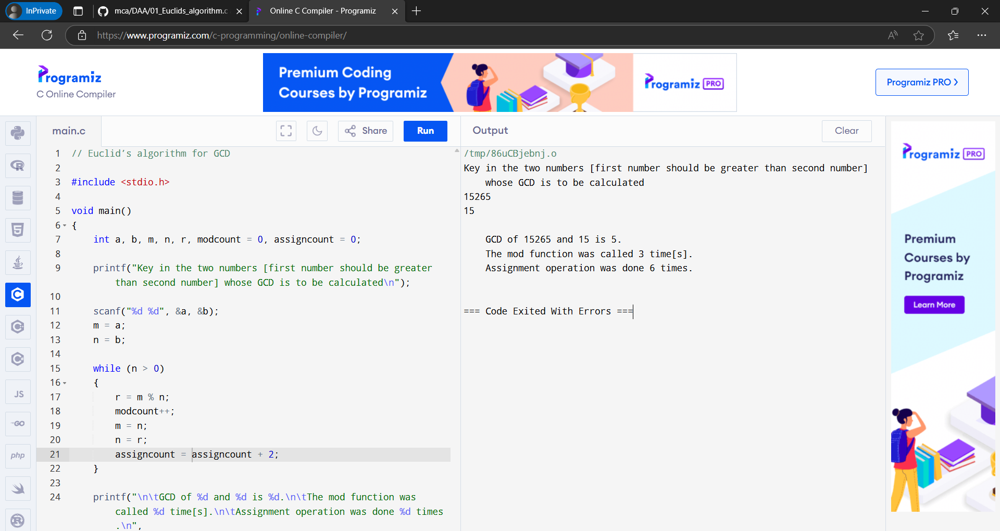 InPrivate
mca/DAA/01_Euclids_algorithm.c
Online C Compiler - Programiz
https://www.programiz.com/c-programming/online-compiler/
Programiz
C Online Compiler
Premium Coding
Courses by Programiz
Programiz PRO
Programiz PRO ❯
main.c
Share
Run
Output
Clear
1 // Euclid's algorithm for GCD
2
3 #include <stdio.h>
4
5 void main()
6 {
7 int a, b, m, n, r, modcount = 0, assigncount = 0;
8
9 printf("Key in the two numbers [first number should be greater
than second number] whose GCD is to be calculated\n");
10
11 scanf("%d %d", &a, &b);
12 m = a;
13 n = b;
14
15 while (n > 0)
16 {
17 r = m % n;
18 modcount++;
19 m = n;
20 n = r;
21 assigncount = assigncount + 2;
22 }
23
24 printf("\n\tGCD of %d and %d is %d.\n\tThe mod function was
called %d time[s].\n\tAssignment operation was done %d times
.\n",
/tmp/86uCBjebnj.o
Key in the two numbers [first number should be greater than second number]
whose GCD is to be calculated
15265
15
GCD of 15265 and 15 is 5.
The mod function was called 3 time[s].
Assignment operation was done 6 times.
=== Code Exited With Errors ===
Programiz PRO
Premium
Courses by
Programiz
Learn More
R
5
C
C
C
JS
GO
php
R